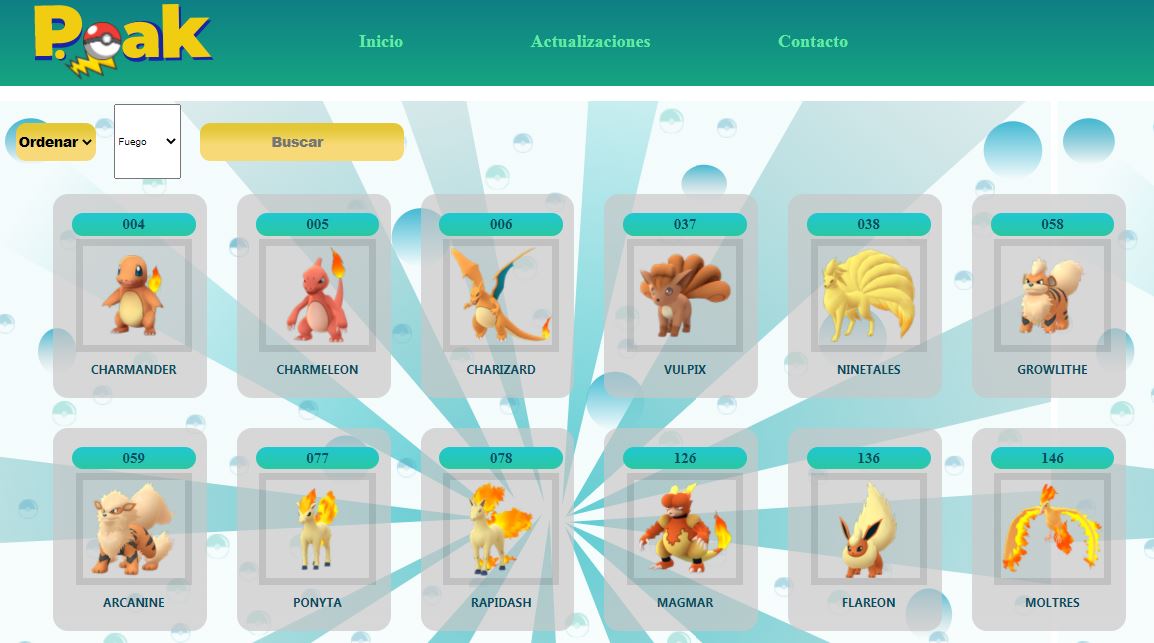 Poak
Inicio
Actualizaciones
Contacto
Ordenar
Fuego
Buscar
004
005
006
037
038
058
CHARMANDER
CHARMELEON
CHARIZARD
VULPIX
NINETALES
GROWLITHE
059
077
078
126
136
146
ARCANINE
PONYTA
RAPIDASH
MAGMAR
FLAREON
MOLTRES